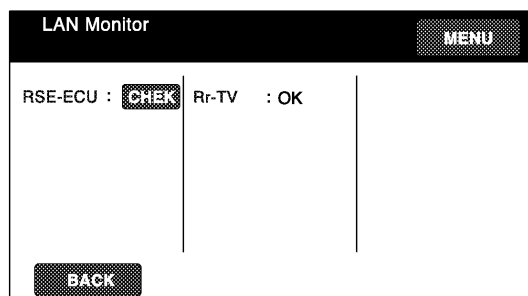 LAN Monitor
MENU
RSE-ECU : CHEK
Rr-TV : OK
BACK